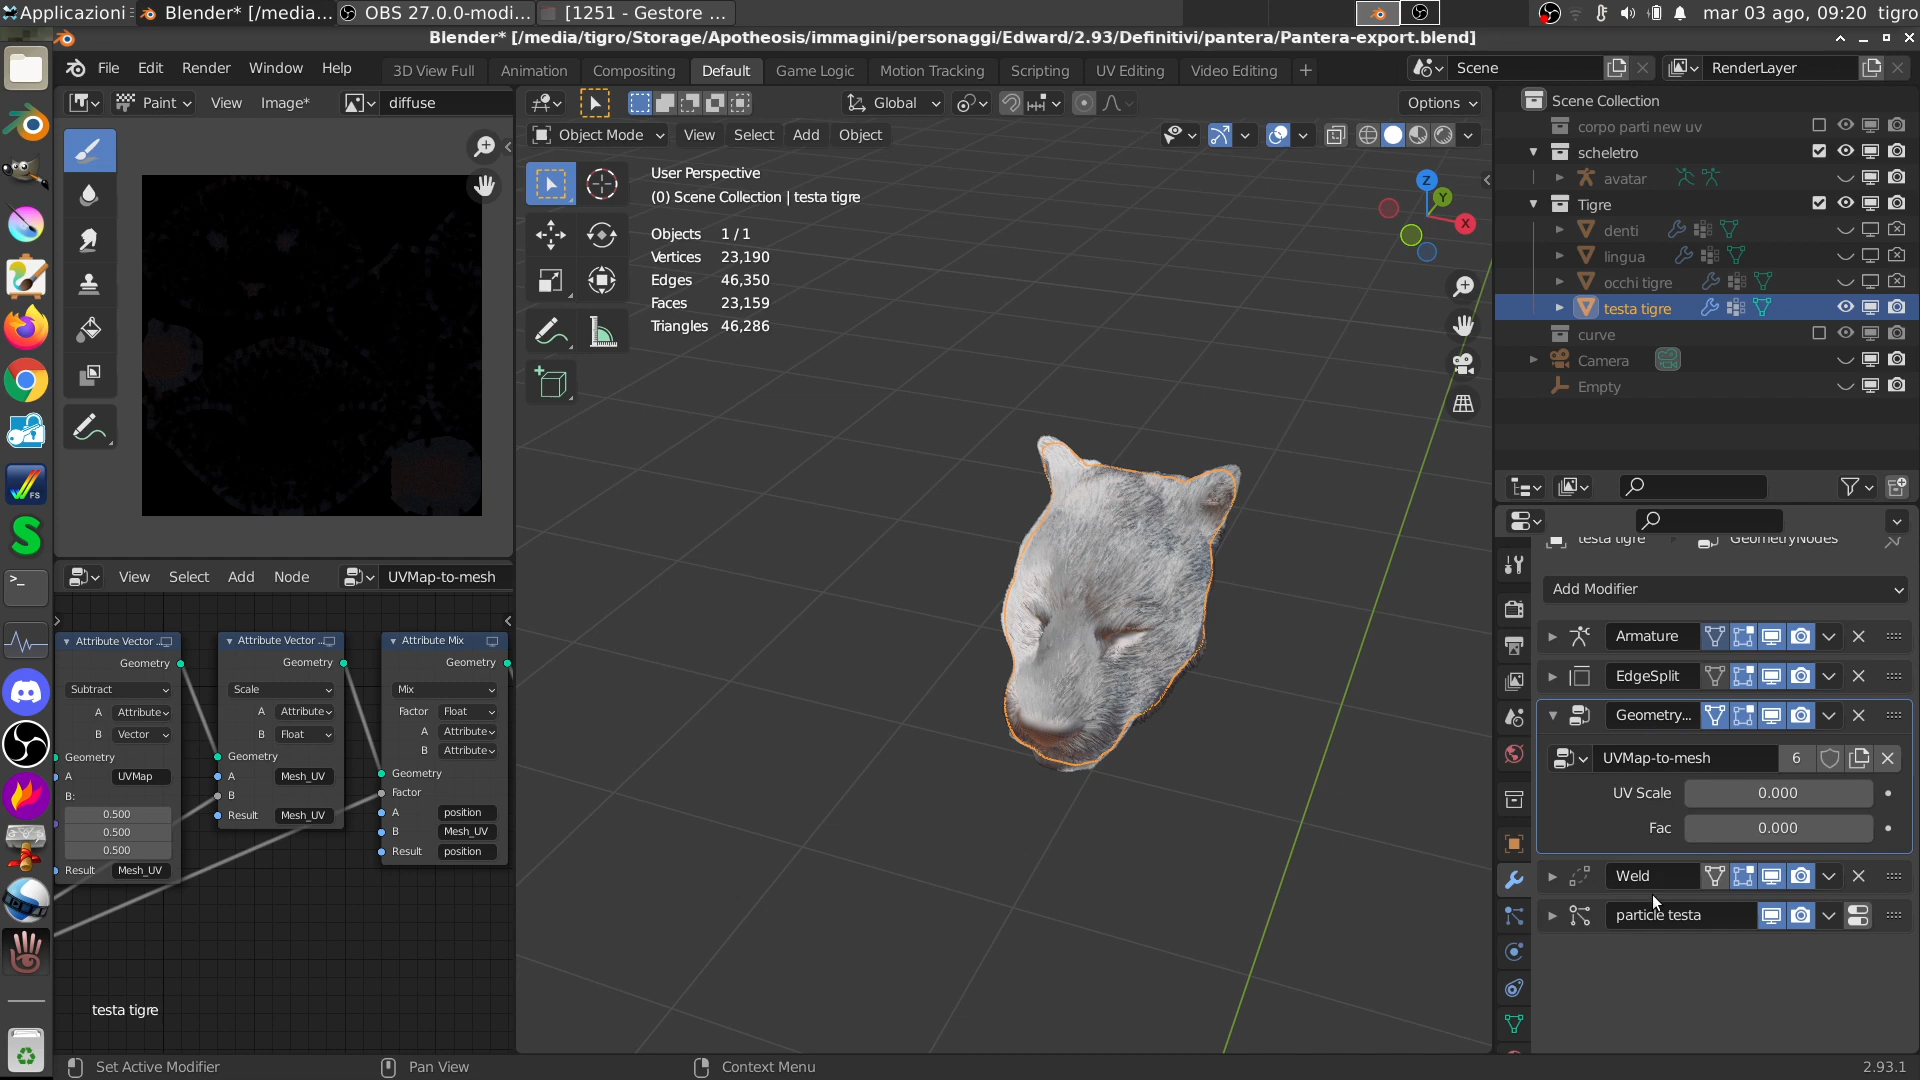 Applicazioni
Blender* [/media...
OBS 27.0.0-modi...
[1251 - Gestore ...
mar 03 ago, 09:20
tigro
Blender* [/media/tigro/Storage/Apotheosis/immagini/personaggi/Edward/2.93/Definitivi/pantera/Pantera-export.blend]
File Edit Render Window Help
3D View Full Animation Compositing Default Game Logic Motion Tracking Scripting UV Editing Video Editing +
Scene
RenderLayer
Paint View Image* diffuse
Global
Options
Object Mode View Select Add Object
User Perspective
(0) Scene Collection | testa tigre
Objects 1 / 1
Vertices 23,190
Edges 46,350
Faces 23,159
Triangles 46,286
Z
Y
X
Scene Collection
corpo parti new uv
scheletro
avatar
Tigre
denti
lingua
occhi tigre
testa tigre
curve
Camera
Empty
testa tigre
GeometryNodes
Add Modifier
Armature
EdgeSplit
Geometry...
UVMap-to-mesh 6
UV Scale 0.000
Fac 0.000
Weld
particle testa
View Select Add Node UVMap-to-mesh
Attribute Vector ...
Geometry
Subtract
A Attribute
B Vector
Geometry
A UVMap
B:
0.500
0.500
0.500
Result Mesh_UV
Attribute Vector ...
Geometry
Scale
A Attribute
B Float
Geometry
A Mesh_UV
B
Result Mesh_UV
Attribute Mix
Geometry
Mix
Factor Float
A Attribute
B Attribute
Geometry
Factor
A position
B Mesh_UV
Result position
testa tigre
Set Active Modifier
Pan View
Context Menu
2.93.1
FS